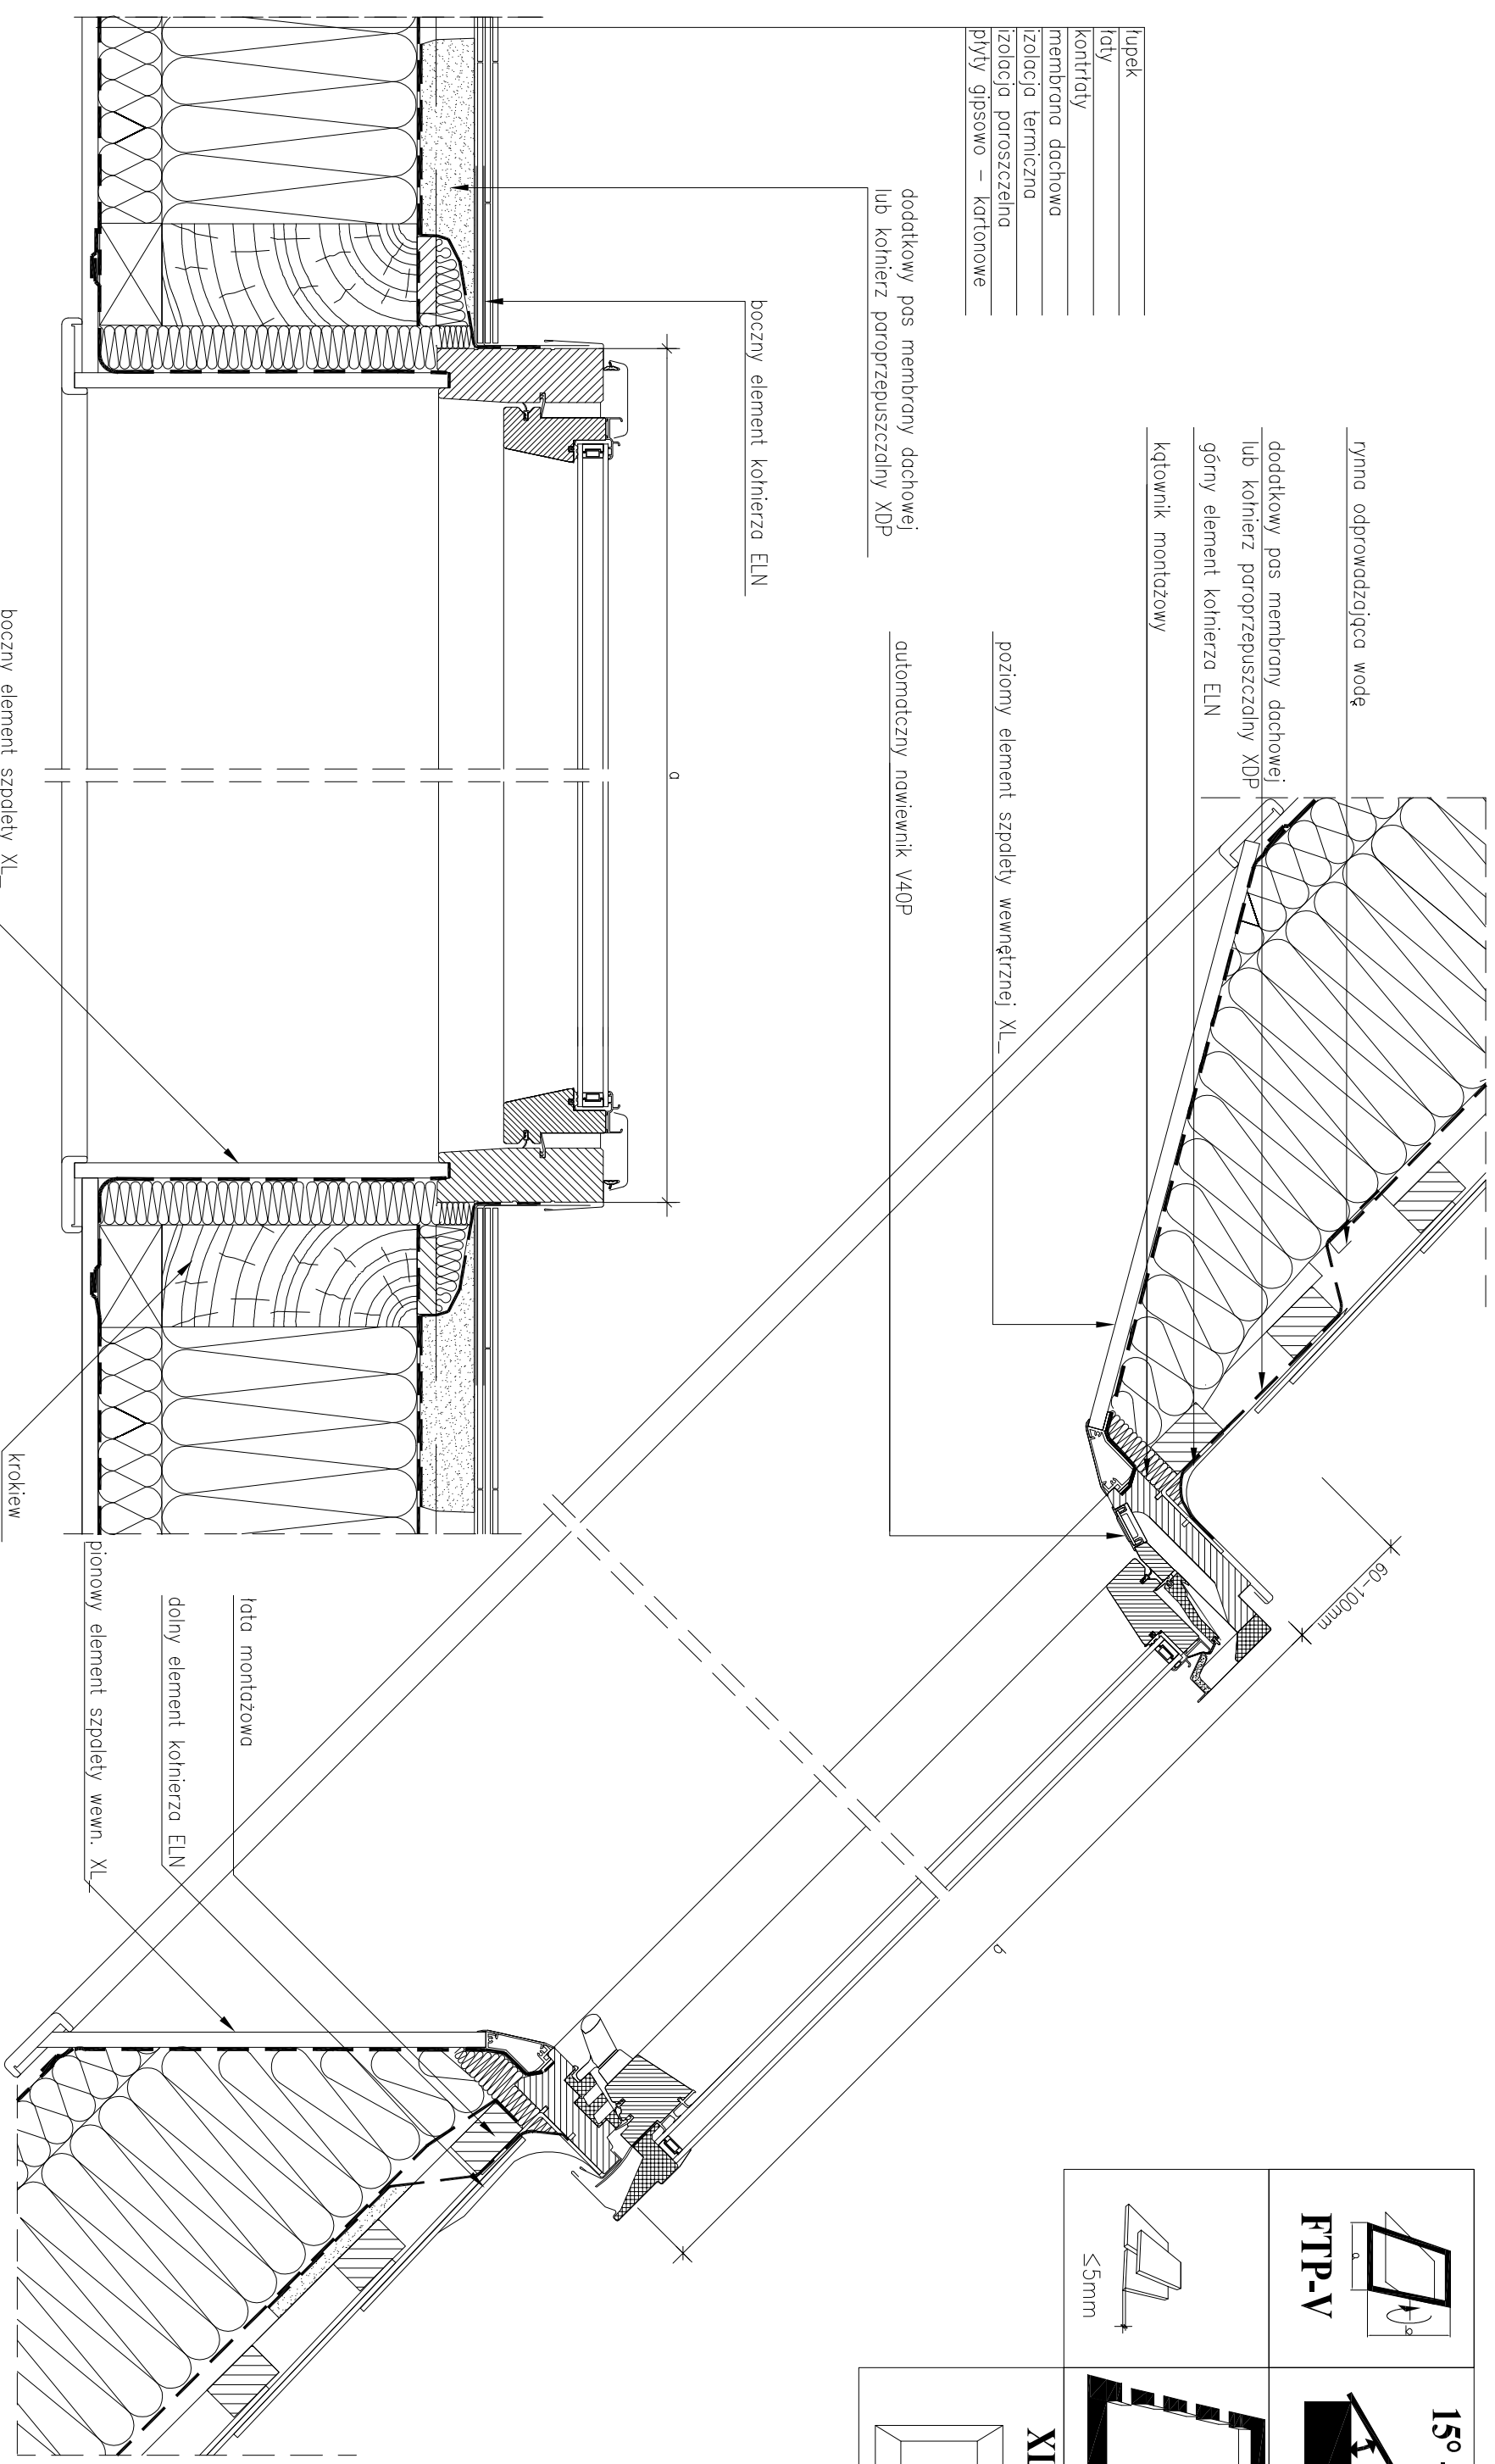 łupek
łaty
kontrłaty
membrana dachowa
izolacja termiczna
izolacja paroszczelna
płyty gipsowo – kartonowe
dodatkowy pas membrany dachowej
lub kołnierz paroprzepuszczalny XDP
boczny element kołnierza ELN
a
boczny element szpalety XL_
krokiew
rynna odprowadzająca wodę
dodatkowy pas membrany dachowej
lub kołnierz paroprzepuszczalny XDP
górny element kołnierza ELN
kątownik montażowy
poziomy element szpalety wewnętrznej XL_
automatczny nawiewnik V40P
60–100mm
b
łata montażowa
dolny element kołnierza ELN
pionowy element szpalety wewn. XL_
a
b
FTP-V
≤5mm
15°